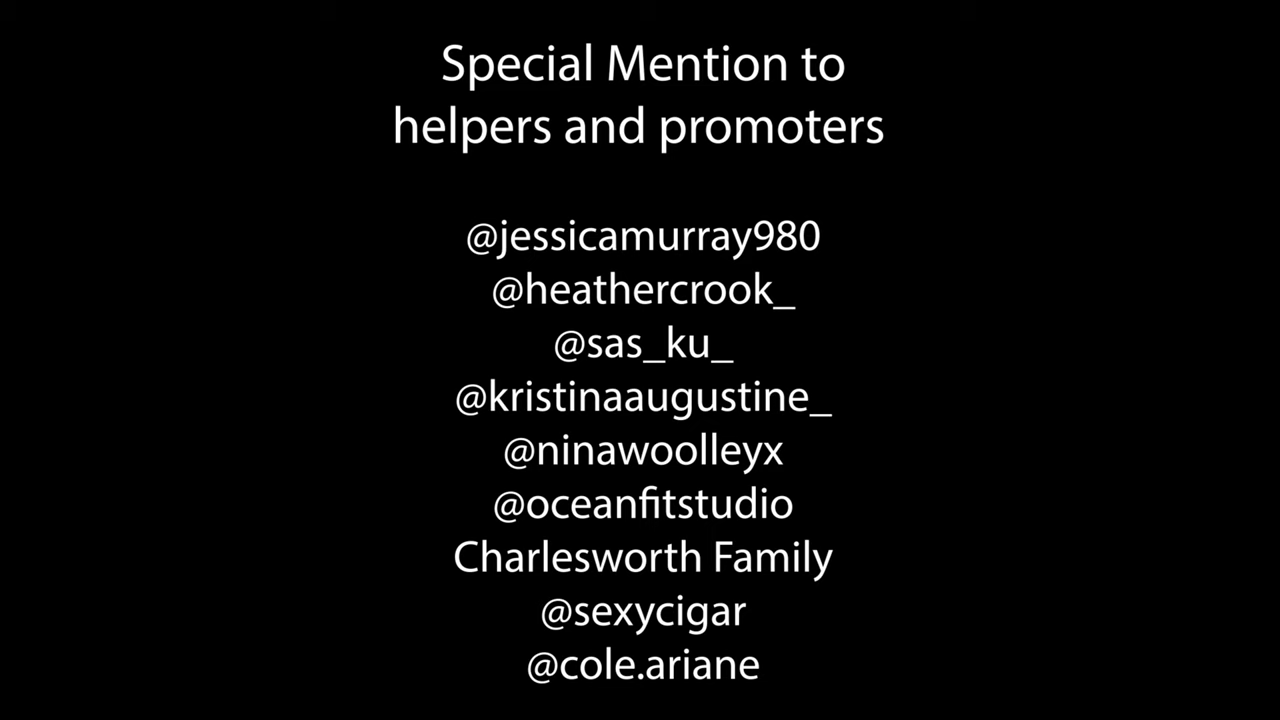 Special Mention to
helpers and promoters
@jessicamurray980
@heathercrook_
@sas_ku_
@kristinaaugustine_
@ninawoolleyx
@oceanfitstudio
Charlesworth Family
@sexycigar
@cole.ariane